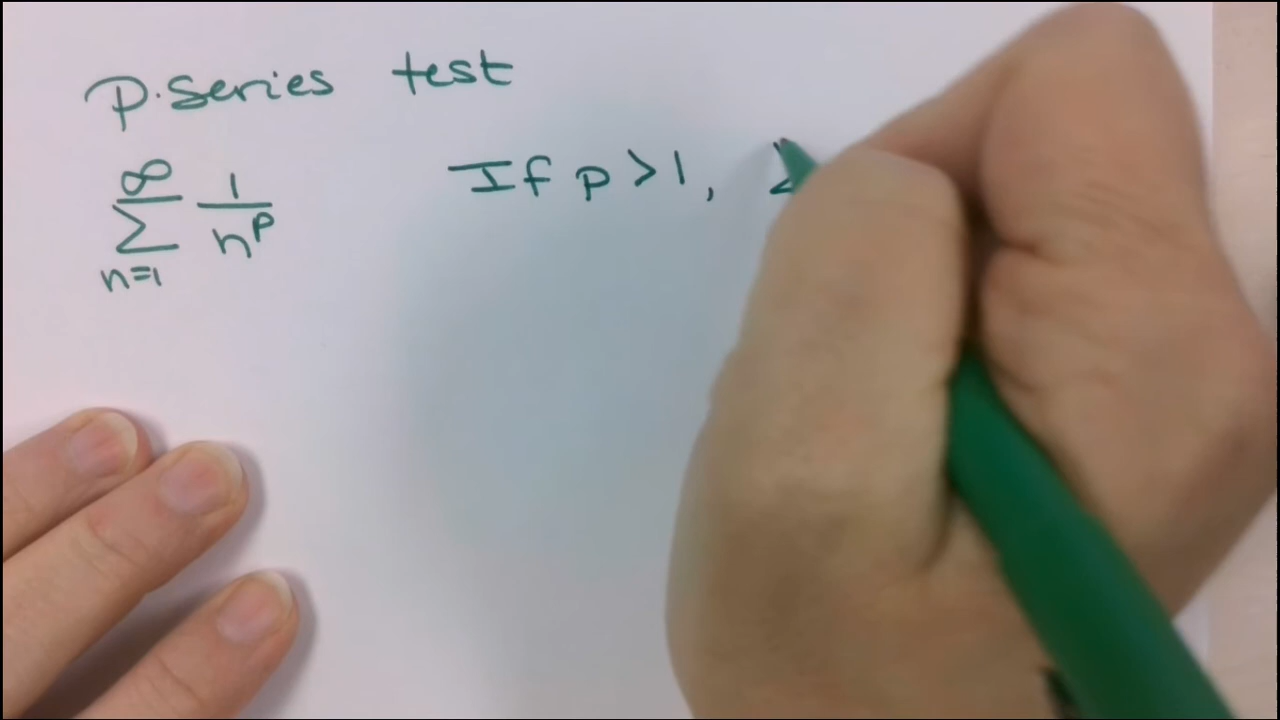 P-Series test
∞
∑ 1/n^p If p > 1, Σ
n=1